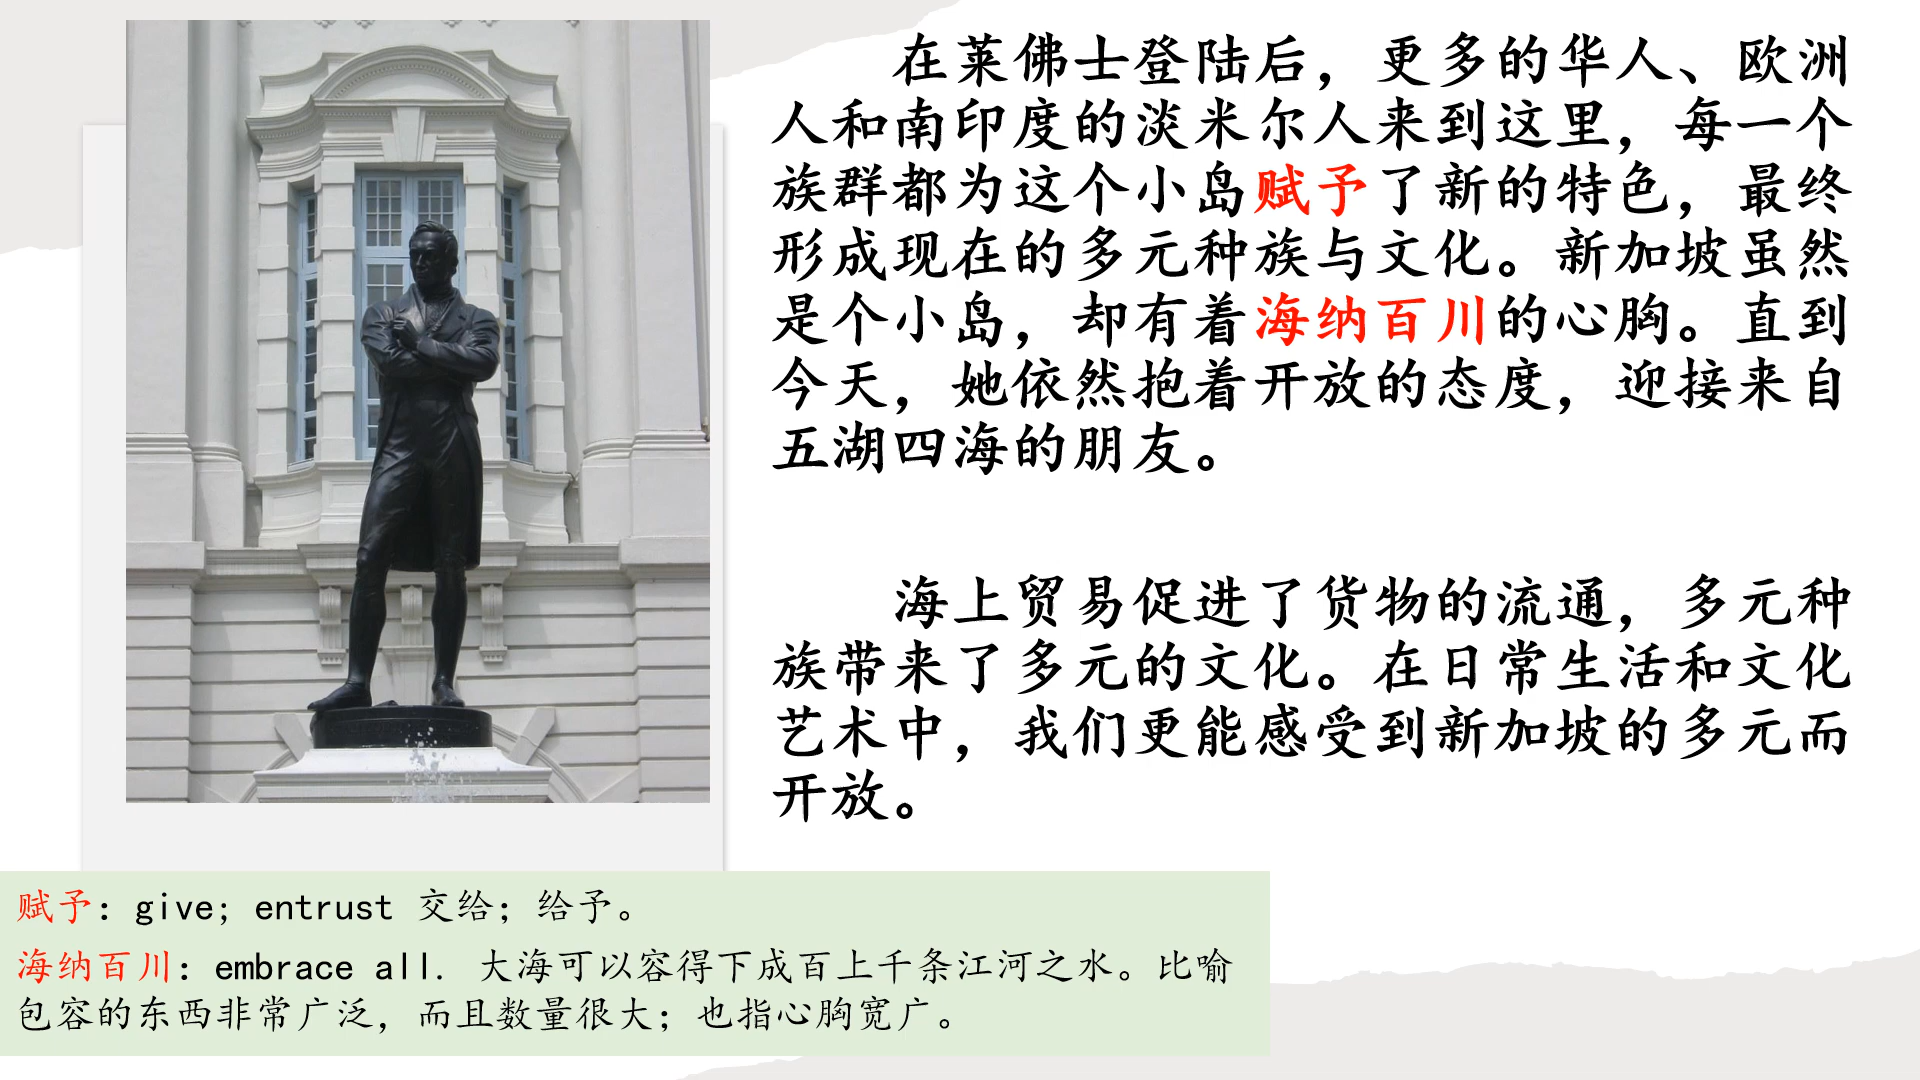 在莱佛士登陆后，更多的华人、欧洲
人和南印度的淡米尔人来到这里，每一个
族群都为这个小岛赋予了新的特色，最终
形成现在的多元种族与文化。新加坡虽然
是个小岛，却有着海纳百川的心胸。直到
今天，她依然抱着开放的态度，迎接来自
五湖四海的朋友。
海上贸易促进了货物的流通，多元种
族带来了多元的文化。在日常生活和文化
艺术中，我们更能感受到新加坡的多元而
开放。
赋予：give; entrust 交给；给予。
海纳百川：embrace all. 大海可以容得下成百上千条江河之水。比喻
包容的东西非常广泛，而且数量很大；也指心胸宽广。